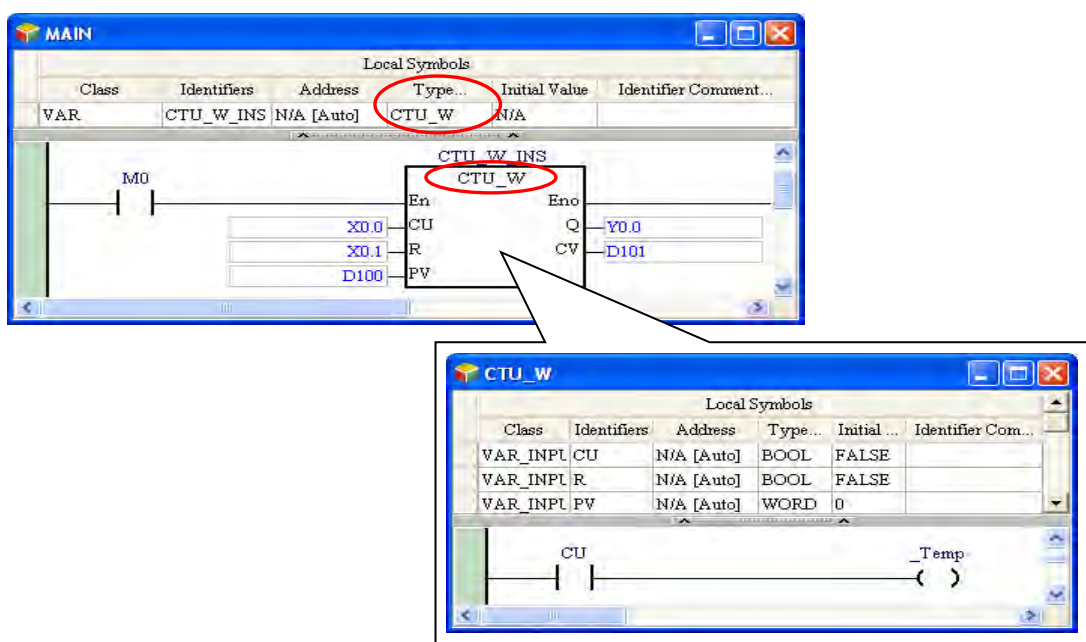 MAIN
Local Symbols
Class Identifiers Address Type... Initial Value Identifier Comment...
VAR CTU_W_INS N/A [Auto] CTU_W N/A
CTU_W_INS
M0 CTU_W
En Eno
X0.0 CU Q Y0.0
X0.1 R CV D101
D100 PV
CTU_W
Local Symbols
Class Identifiers Address Type... Initial ... Identifier Com...
VAR_INPU CU N/A [Auto] BOOL FALSE
VAR_INPU R N/A [Auto] BOOL FALSE
VAR_INPU PV N/A [Auto] WORD 0
CU _Temp